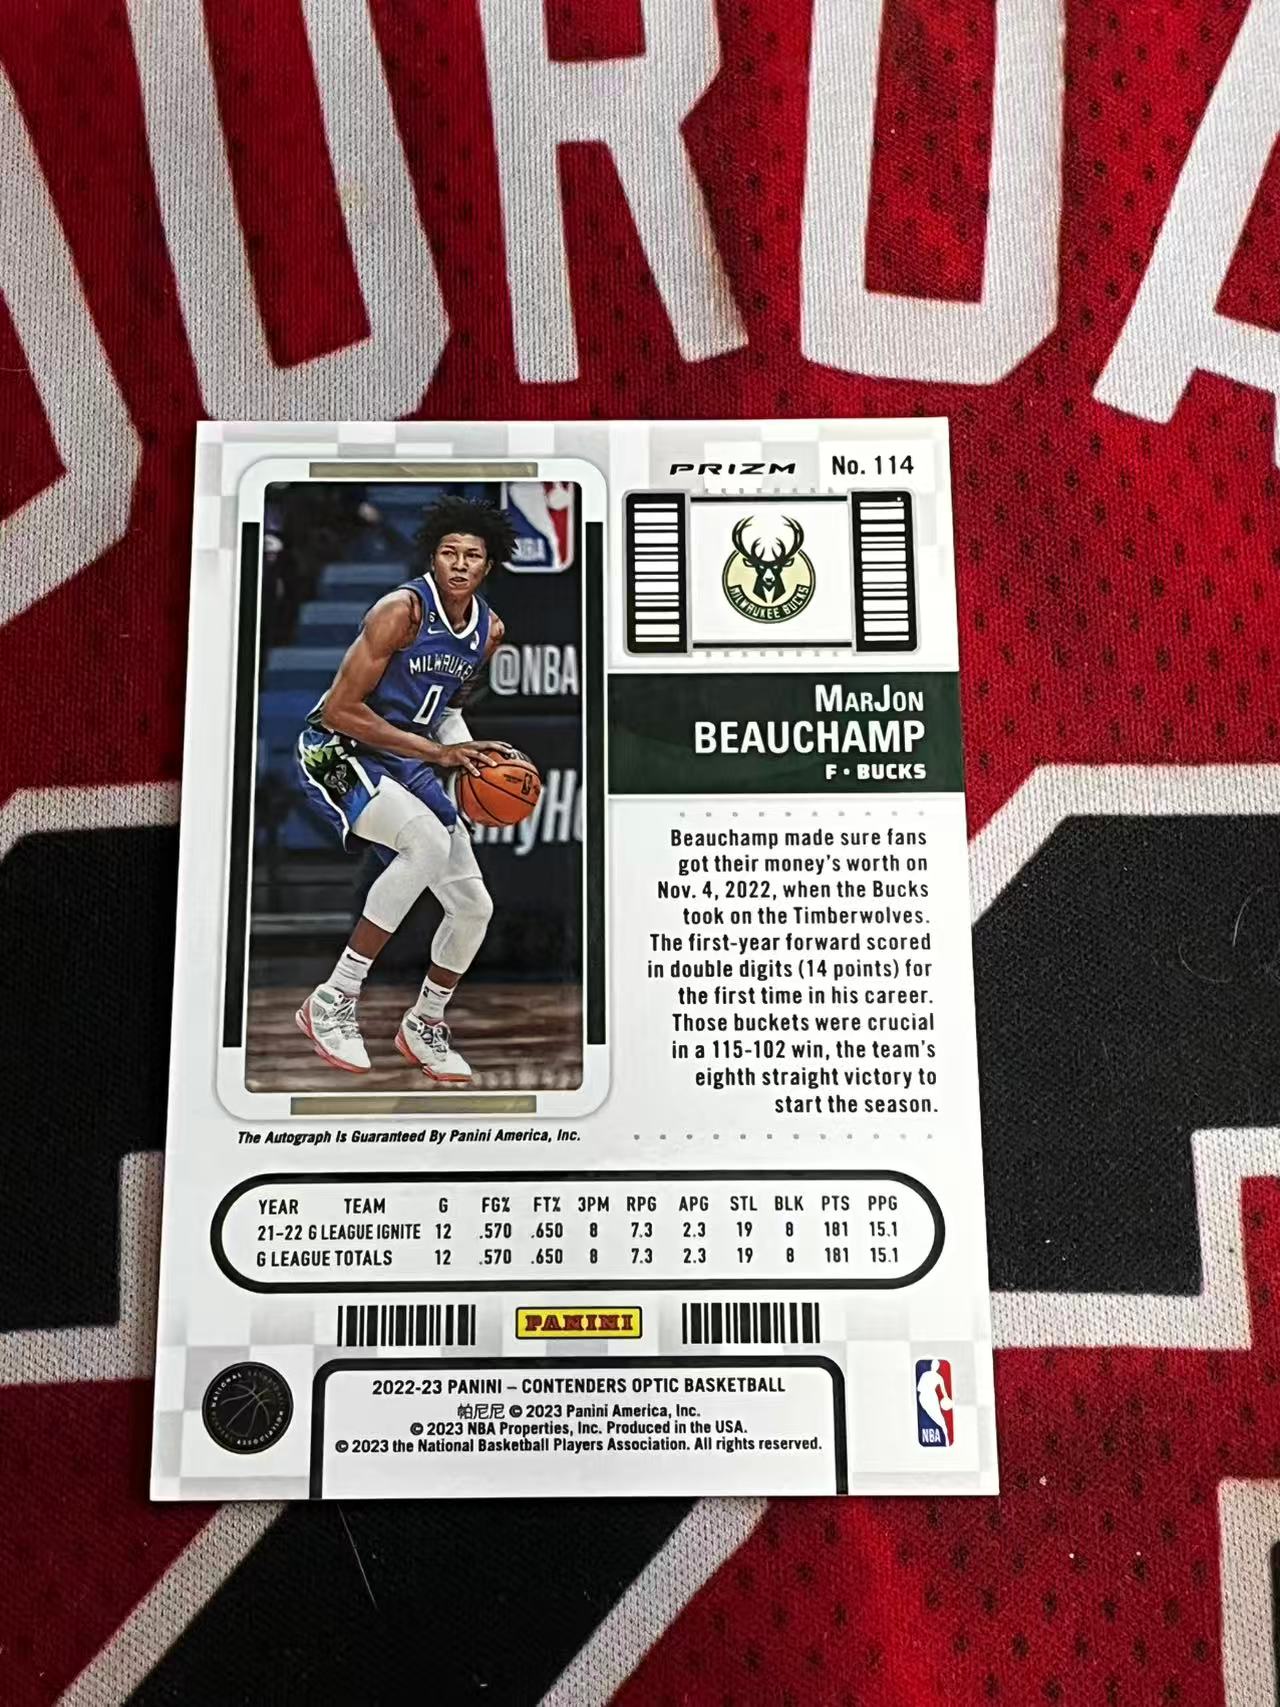 JORDA
PRIZM No. 114
NBA
@NBA
MILWAUKEE
0
6
MILWAUKEE BUCKS
MARJON
BEAUCHAMP
F • BUCKS
Beauchamp made sure fans
got their money's worth on
Nov. 4, 2022, when the Bucks
took on the Timberwolves.
The first-year forward scored
in double digits (14 points) for
the first time in his career.
Those buckets were crucial
in a 115-102 win, the team's
eighth straight victory to
start the season.
The Autograph Is Guaranteed By Panini America, Inc.
YEAR TEAM G FG% FT% 3PM RPG APG STL BLK PTS PPG
21-22 G LEAGUE IGNITE 12 .570 .650 8 7.3 2.3 19 8 181 15.1
G LEAGUE TOTALS 12 .570 .650 8 7.3 2.3 19 8 181 15.1
PANINI
2022-23 PANINI – CONTENDERS OPTIC BASKETBALL
帕尼尼 © 2023 Panini America, Inc.
© 2023 NBA Properties, Inc. Produced in the USA.
© 2023 the National Basketball Players Association. All rights reserved.
NBA